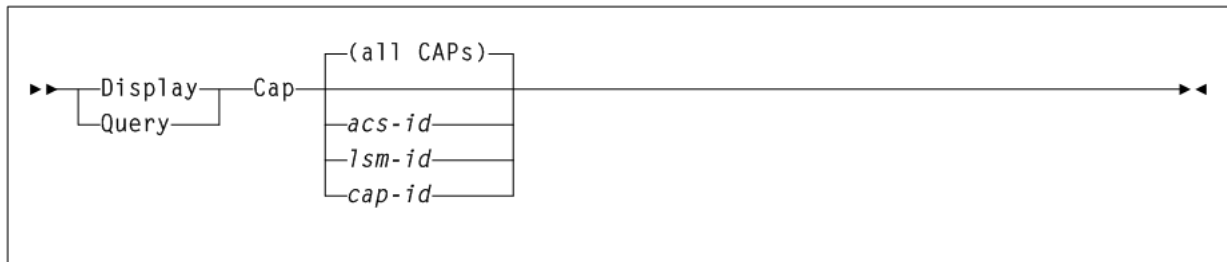 (all CAPs)
Display Cap
Query
acs-id
lsm-id
cap-id